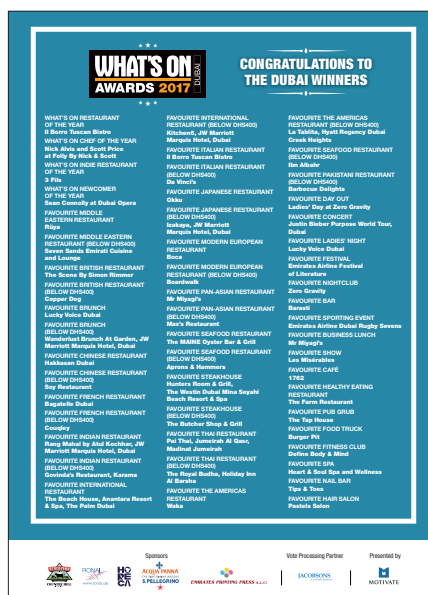 WHAT'S ON
DUBAI
AWARDS 2017
CONGRATULATIONS TO
THE DUBAI WINNERS
WHAT'S ON RESTAURANT
OF THE YEAR
Il Borro Tuscan Bistro
WHAT'S ON CHEF OF THE YEAR
Nick Alvis and Scott Price
at Folly By Nick & Scott
WHAT'S ON INDIE RESTAURANT
OF THE YEAR
3 Fils
WHAT'S ON NEWCOMER
OF THE YEAR
Sean Connolly at Dubai Opera
FAVOURITE MIDDLE
EASTERN RESTAURANT
Rüya
FAVOURITE MIDDLE EASTERN
RESTAURANT (BELOW DHS400)
Seven Sands Emirati Cuisine
and Lounge
FAVOURITE BRITISH RESTAURANT
The Scene By Simon Rimmer
FAVOURITE BRITISH RESTAURANT
(BELOW DHS400)
Copper Dog
FAVOURITE BRUNCH
Lucky Voice Dubai
FAVOURITE BRUNCH
(BELOW DHS400)
Wanderlust Brunch At Garden, JW
Marriott Marquis Hotel, Dubai
FAVOURITE CHINESE RESTAURANT
Hakkasan Dubai
FAVOURITE CHINESE RESTAURANT
(BELOW DHS400)
Soy Restaurant
FAVOURITE FRENCH RESTAURANT
Bagatelle Dubai
FAVOURITE FRENCH RESTAURANT
(BELOW DHS400)
Couqley
FAVOURITE INDIAN RESTAURANT
Rang Mahal by Atul Kochhar, JW
Marriott Marquis Hotel, Dubai
FAVOURITE INDIAN RESTAURANT
(BELOW DHS400)
Govinda's Restaurant, Karama
FAVOURITE INTERNATIONAL
RESTAURANT
The Beach House, Anantara Resort
& Spa, The Palm Dubai
FAVOURITE INTERNATIONAL
RESTAURANT (BELOW DHS400)
Kitchen6, JW Marriott
Marquis Hotel, Dubai
FAVOURITE ITALIAN RESTAURANT
Il Borro Tuscan Bistro
FAVOURITE ITALIAN RESTAURANT
(BELOW DHS400)
Da Vinci's
FAVOURITE JAPANESE RESTAURANT
Okku
FAVOURITE JAPANESE RESTAURANT
(BELOW DHS400)
Izakaya, JW Marriott
Marquis Hotel, Dubai
FAVOURITE MODERN EUROPEAN
RESTAURANT
Boca
FAVOURITE MODERN EUROPEAN
RESTAURANT (BELOW DHS400)
Boardwalk
FAVOURITE PAN-ASIAN RESTAURANT
Mr Miyagi's
FAVOURITE PAN-ASIAN RESTAURANT
(BELOW DHS400)
Max's Restaurant
FAVOURITE SEAFOOD RESTAURANT
The MAINE Oyster Bar & Grill
FAVOURITE SEAFOOD RESTAURANT
(BELOW DHS400)
Aprons & Hammers
FAVOURITE STEAKHOUSE
Hunters Room & Grill,
The Westin Dubai Mina Seyahi
Beach Resort & Spa
FAVOURITE STEAKHOUSE
(BELOW DHS400)
The Butcher Shop & Grill
FAVOURITE THAI RESTAURANT
Pai Thai, Jumeirah Al Qasr,
Madinat Jumeirah
FAVOURITE THAI RESTAURANT
(BELOW DHS400)
The Royal Budha, Holiday Inn
Al Barsha
FAVOURITE THE AMERICAS
RESTAURANT
Waka
FAVOURITE THE AMERICAS
RESTAURANT (BELOW DHS400)
La Tablita, Hyatt Regency Dubai
Creek Heights
FAVOURITE SEAFOOD RESTAURANT
(BELOW DHS400)
Ibn Albahr
FAVOURITE PAKISTANI RESTAURANT
(BELOW DHS400)
Barbecue Delights
FAVOURITE DAY OUT
Ladies' Day at Zero Gravity
FAVOURITE CONCERT
Justin Bieber Purpose World Tour,
Dubai
FAVOURITE LADIES' NIGHT
Lucky Voice Dubai
FAVOURITE FESTIVAL
Emirates Airline Festival
of Literature
FAVOURITE NIGHTCLUB
Zero Gravity
FAVOURITE BAR
Barasti
FAVOURITE SPORTING EVENT
Emirates Airline Dubai Rugby Sevens
FAVOURITE BUSINESS LUNCH
Mr Miyagi's
FAVOURITE SHOW
Les Misérables
FAVOURITE CAFÉ
1762
FAVOURITE HEALTHY EATING
RESTAURANT
The Farm Restaurant
FAVOURITE PUB GRUB
The Tap House
FAVOURITE FOOD TRUCK
Burger Pit
FAVOURITE FITNESS CLUB
Define Body & Mind
FAVOURITE SPA
Heart & Soul Spa and Wellness
FAVOURITE NAIL BAR
Tips & Toes
FAVOURITE HAIR SALON
Pastels Salon
Sponsors
Vote Processing Partner
Presented by
HORECA
ACQUA PANNA
S.PELLEGRINO
EMIRATES PRINTING PRESS L.L.C
JACOBSONS
MOTIVATE